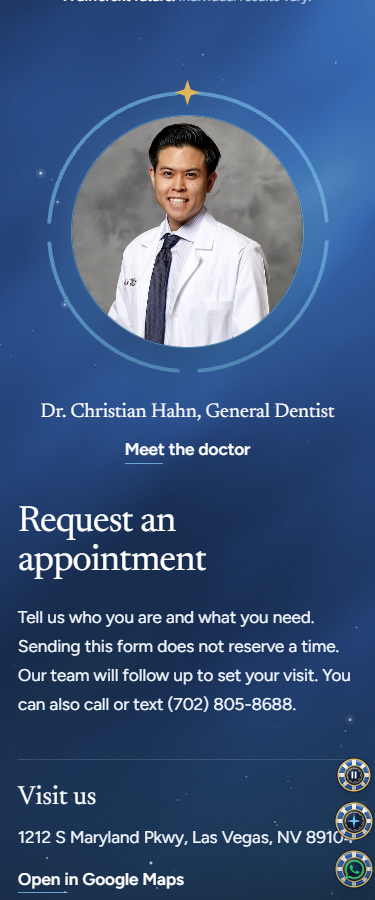 Individual results vary.
Dr. Christian Hahn, General Dentist
Meet the doctor
Request an
appointment
Tell us who you are and what you need.
Sending this form does not reserve a time.
Our team will follow up to set your visit. You
can also call or text (702) 805-8688.
Visit us
1212 S Maryland Pkwy, Las Vegas, NV
Open in Google Maps